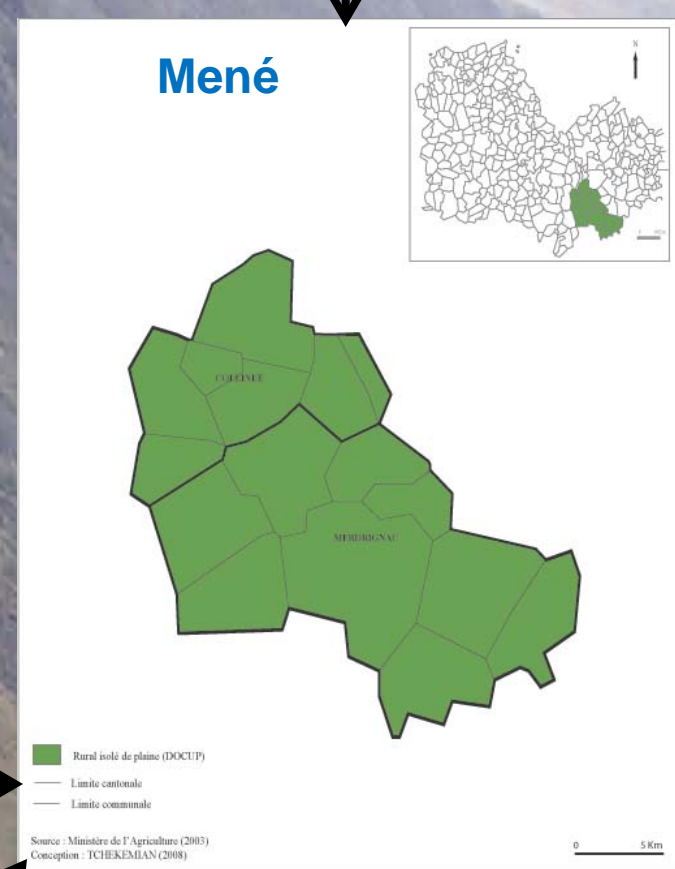 Mené
N
COLLINEE
MERDRIGNAC
Rural isolé de plaine (DOCUP)
Limite cantonale
Limite communale
Source : Ministère de l'Agriculture (2003)
Conception : TCHEKEMIAN (2008)
0 5 Km